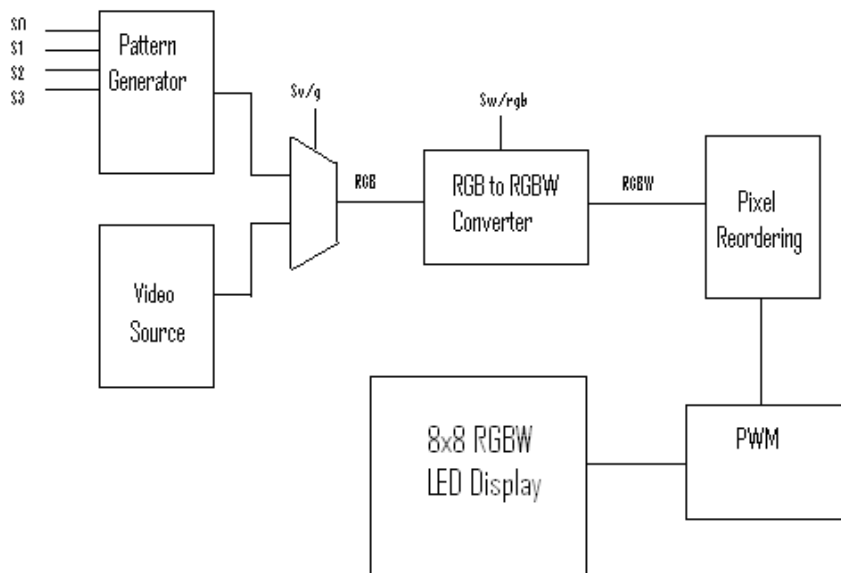 S0
S1
S2
S3
Pattern
Generator
Sv/g
Sw/rgb
RGB
RGB to RGBW
Converter
RGBW
Pixel
Reordering
Video
Source
8x8 RGBW
LED Display
PWM